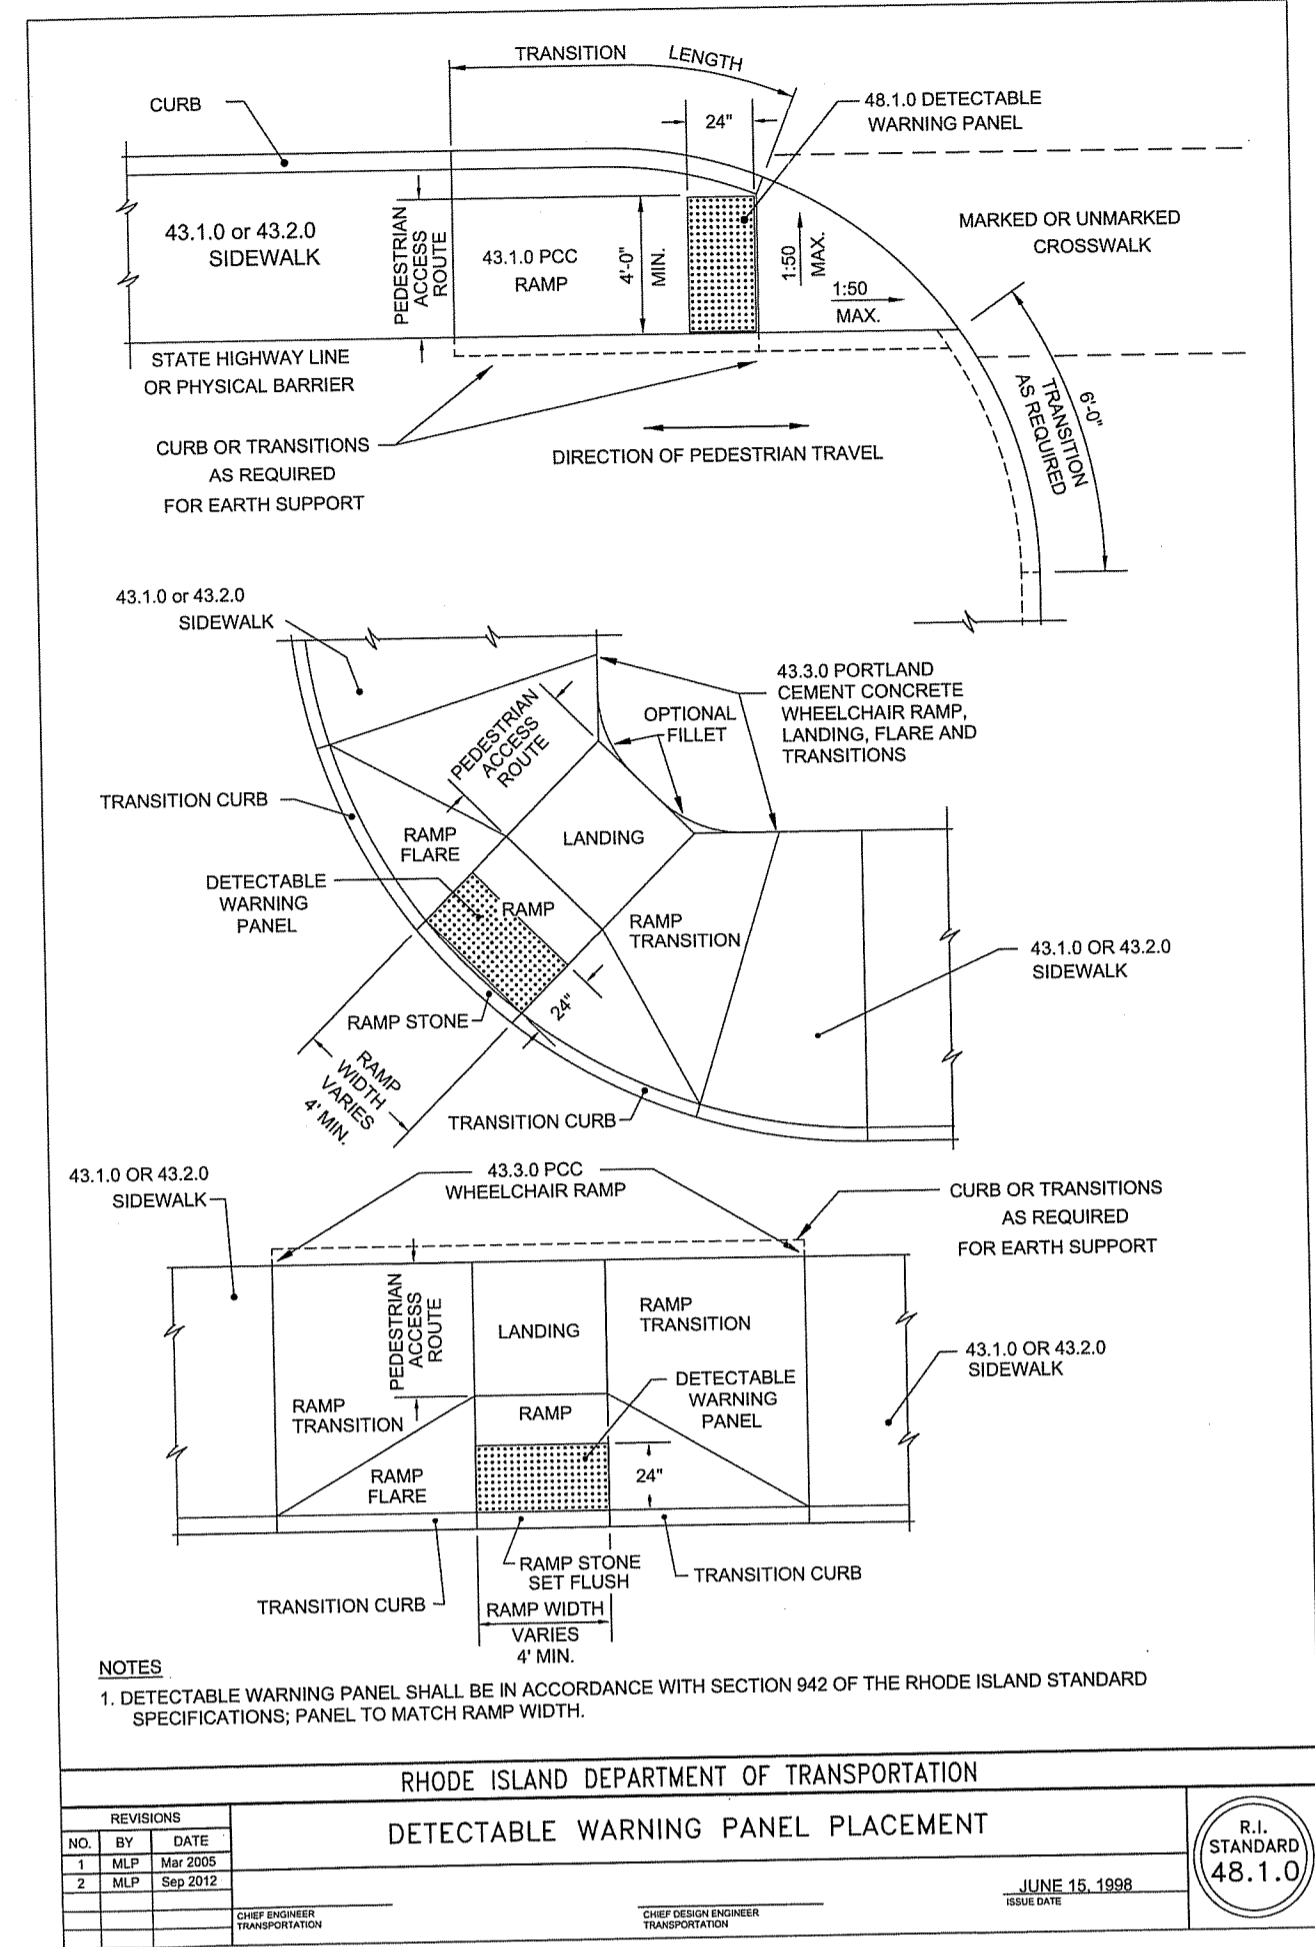 TRANSITION LENGTH
CURB
24"
48.1.0 DETECTABLE
WARNING PANEL
43.1.0 or 43.2.0
SIDEWALK
PEDESTRIAN
ACCESS
ROUTE
43.1.0 PCC
RAMP
4'-0"
MIN.
1:50
MAX.
1:50
MAX.
MARKED OR UNMARKED
CROSSWALK
STATE HIGHWAY LINE
OR PHYSICAL BARRIER
6'-0"
TRANSITION
AS REQUIRED
CURB OR TRANSITIONS
AS REQUIRED
FOR EARTH SUPPORT
DIRECTION OF PEDESTRIAN TRAVEL
43.1.0 or 43.2.0
SIDEWALK
PEDESTRIAN
ACCESS
ROUTE
OPTIONAL
FILLET
43.3.0 PORTLAND
CEMENT CONCRETE
WHEELCHAIR RAMP,
LANDING, FLARE AND
TRANSITIONS
TRANSITION CURB
RAMP
FLARE
LANDING
DETECTABLE
WARNING
PANEL
RAMP
RAMP
TRANSITION
43.1.0 OR 43.2.0
SIDEWALK
RAMP STONE
24"
RAMP
WIDTH
VARIES
4' MIN.
TRANSITION CURB
43.1.0 OR 43.2.0
SIDEWALK
43.3.0 PCC
WHEELCHAIR RAMP
CURB OR TRANSITIONS
AS REQUIRED
FOR EARTH SUPPORT
PEDESTRIAN
ACCESS
ROUTE
LANDING
RAMP
TRANSITION
43.1.0 OR 43.2.0
SIDEWALK
RAMP
TRANSITION
RAMP
DETECTABLE
WARNING
PANEL
RAMP
FLARE
24"
RAMP STONE
SET FLUSH
TRANSITION CURB
TRANSITION CURB
RAMP WIDTH
VARIES
4' MIN.
NOTES
1. DETECTABLE WARNING PANEL SHALL BE IN ACCORDANCE WITH SECTION 942 OF THE RHODE ISLAND STANDARD
SPECIFICATIONS; PANEL TO MATCH RAMP WIDTH.
RHODE ISLAND DEPARTMENT OF TRANSPORTATION
REVISIONS
NO. BY DATE
1 MLP Mar 2005
2 MLP Sep 2012
DETECTABLE WARNING PANEL PLACEMENT
CHIEF ENGINEER
TRANSPORTATION
CHIEF DESIGN ENGINEER
TRANSPORTATION
JUNE 15, 1998
ISSUE DATE
R.I.
STANDARD
48.1.0